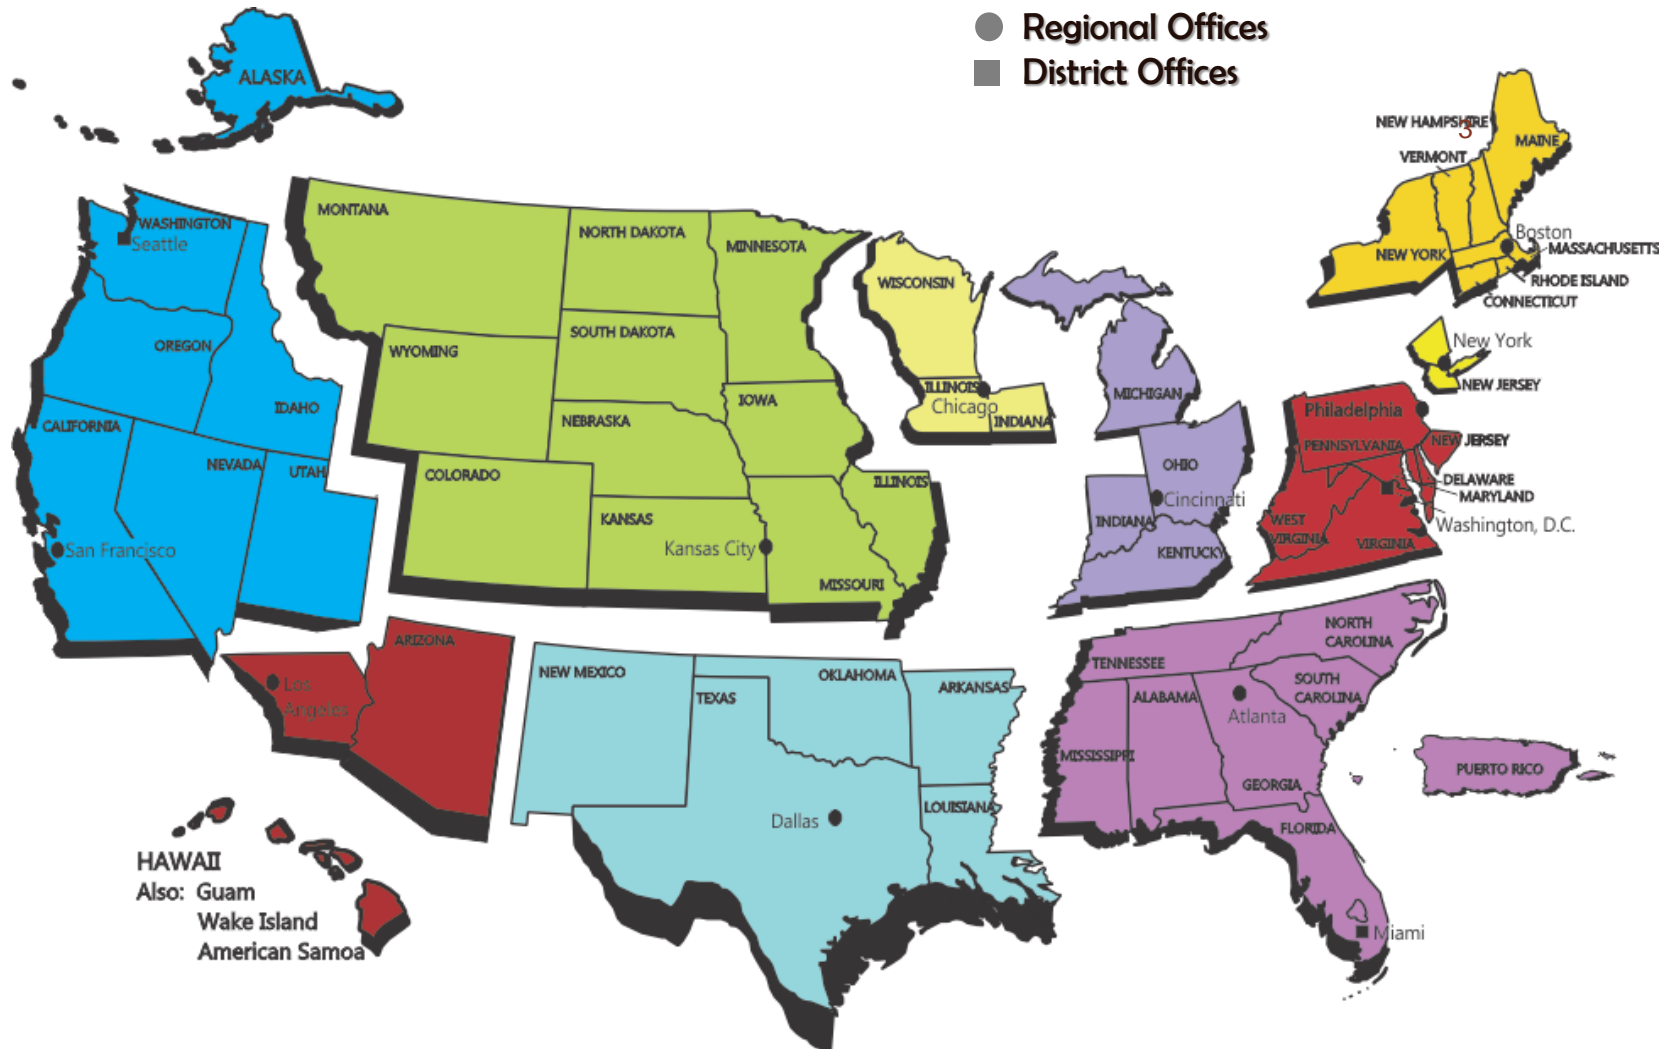 Regional Offices
District Offices
ALASKA
NEW HAMPSHIRE
3
MAINE
VERMONT
WASHINGTON
Seattle
MONTANA
NORTH DAKOTA
MINNESOTA
Boston
NEW YORK
MASSACHUSETTS
WISCONSIN
RHODE ISLAND
CONNECTICUT
OREGON
WYOMING
SOUTH DAKOTA
New York
NEW JERSEY
IDAHO
IOWA
ILLINOIS
Chicago
INDIANA
MICHIGAN
Philadelphia
CALIFORNIA
NEBRASKA
PENNSYLVANIA
NEW JERSEY
NEVADA
UTAH
COLORADO
ILLINOIS
OHIO
DELAWARE
MARYLAND
Cincinnati
KANSAS
INDIANA
WEST
VIRGINIA
Washington, D.C.
San Francisco
Kansas City
KENTUCKY
VIRGINIA
MISSOURI
ARIZONA
NORTH
CAROLINA
NEW MEXICO
OKLAHOMA
ARKANSAS
TENNESSEE
Los
Angeles
TEXAS
ALABAMA
SOUTH
CAROLINA
Atlanta
MISSISSIPPI
PUERTO RICO
GEORGIA
Dallas
LOUISIANA
FLORIDA
HAWAII
Also: Guam
Wake Island
American Samoa
Miami